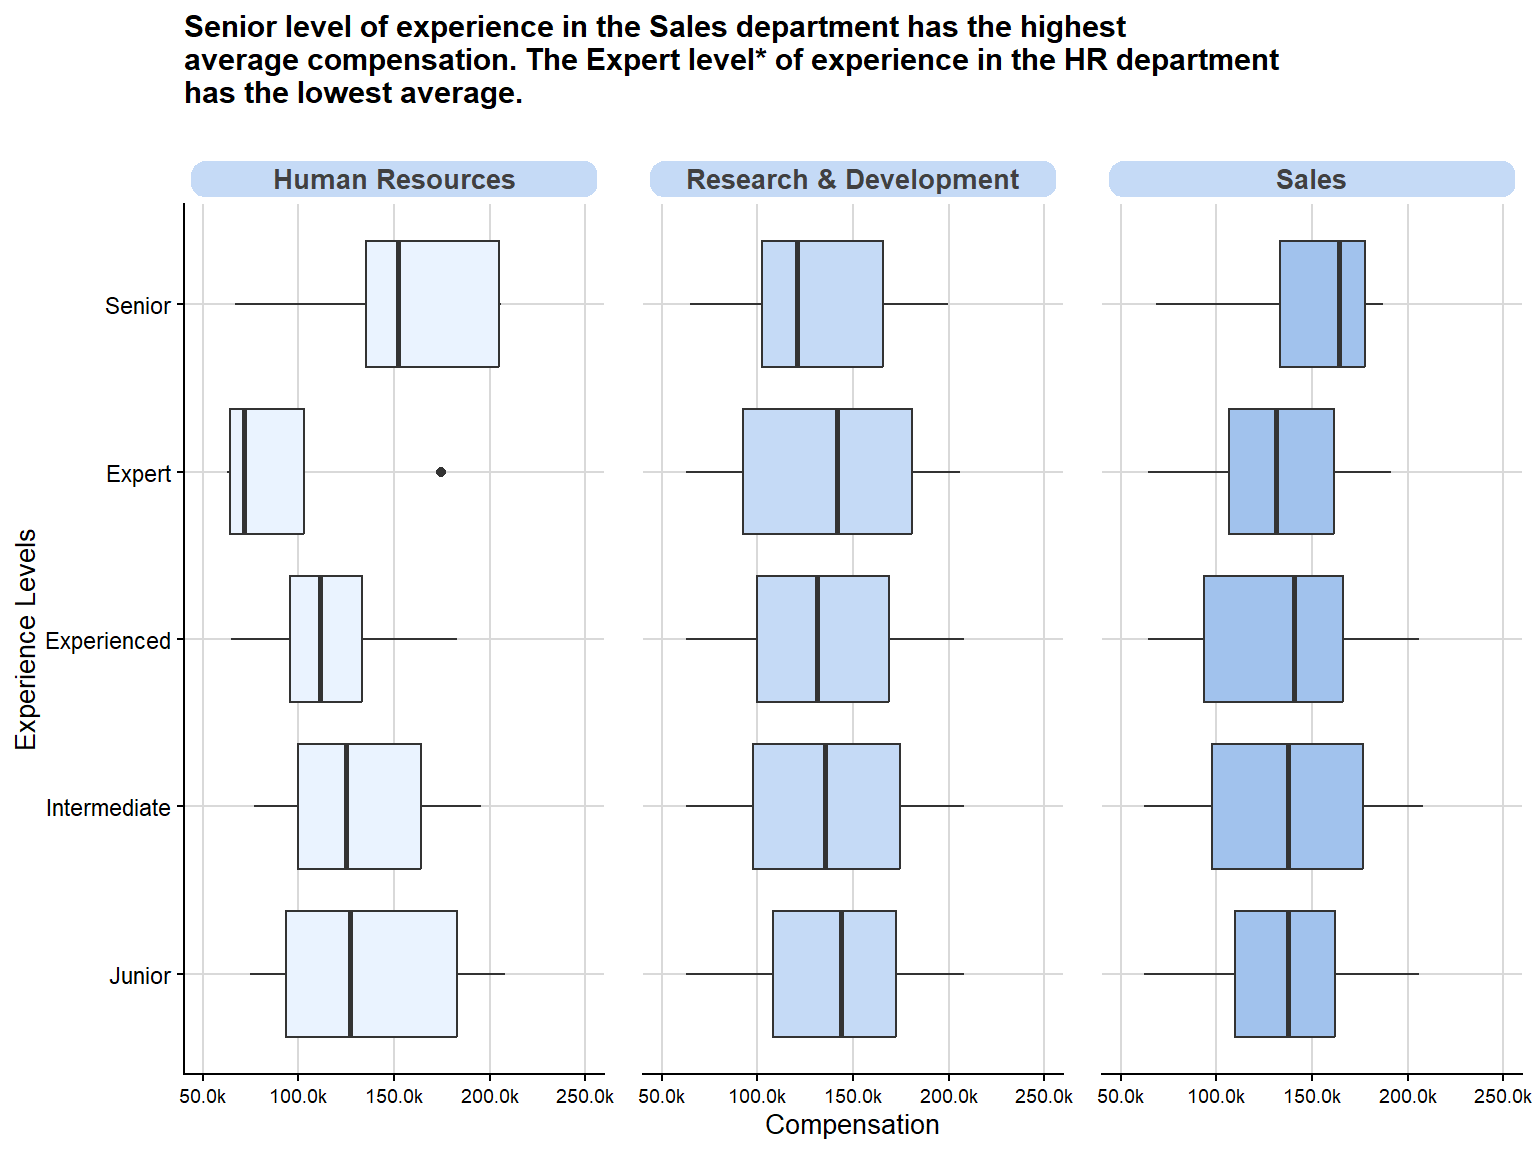 Senior level of experience in the Sales department has the highest
average compensation. The Expert level* of experience in the HR department
has the lowest average.
Human Resources
Research & Development
Sales
Experience Levels
Senior
Expert
Experienced
Intermediate
Junior
50.0k 100.0k 150.0k 200.0k 250.0k
50.0k 100.0k 150.0k 200.0k 250.0k
50.0k 100.0k 150.0k 200.0k 250.0k
Compensation